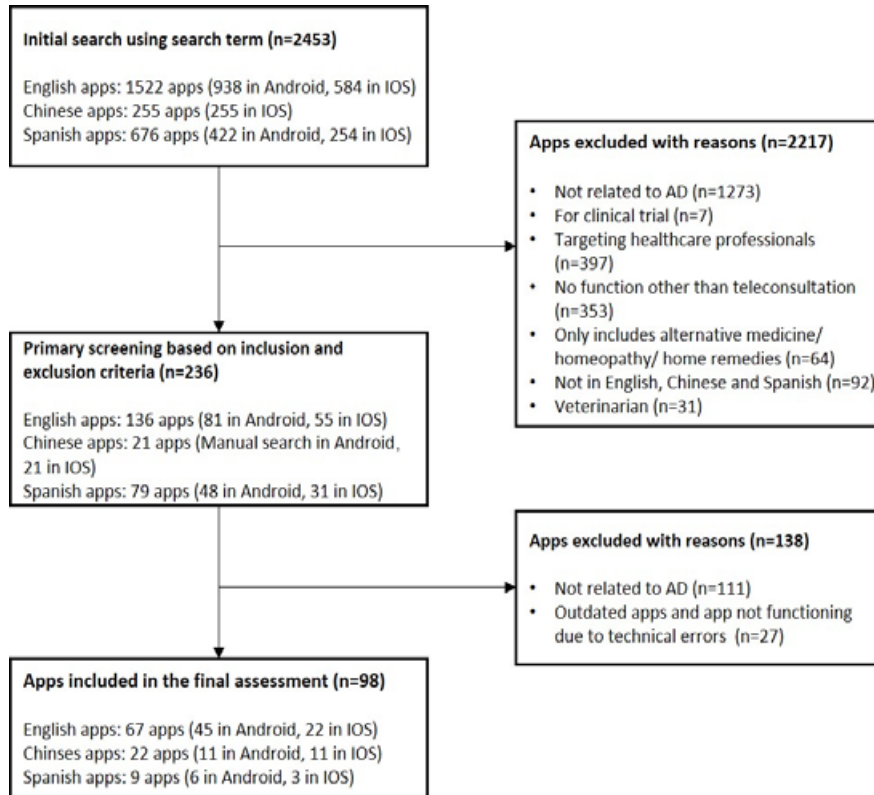 Initial search using search term (n=2453)
English apps: 1522 apps (938 in Android, 584 in IOS)
Chinese apps: 255 apps (255 in IOS)
Spanish apps: 676 apps (422 in Android, 254 in IOS)
Apps excluded with reasons (n=2217)
• Not related to AD (n=1273)
• For clinical trial (n=7)
• Targeting healthcare professionals
(n=397)
• No function other than teleconsultation
(n=353)
• Only includes alternative medicine/
homeopathy/ home remedies (n=64)
• Not in English, Chinese and Spanish (n=92)
• Veterinarian (n=31)
Primary screening based on inclusion and
exclusion criteria (n=236)
English apps: 136 apps (81 in Android, 55 in IOS)
Chinese apps: 21 apps (Manual search in Android,
21 in IOS)
Spanish apps: 79 apps (48 in Android, 31 in IOS)
Apps excluded with reasons (n=138)
• Not related to AD (n=111)
• Outdated apps and app not functioning
due to technical errors (n=27)
Apps included in the final assessment (n=98)
English apps: 67 apps (45 in Android, 22 in IOS)
Chinses apps: 22 apps (11 in Android, 11 in IOS)
Spanish apps: 9 apps (6 in Android, 3 in IOS)